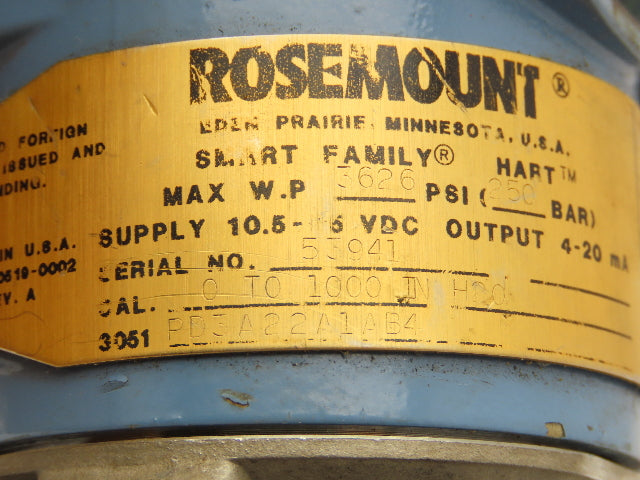 ROSEMOUNT®
EDEN PRAIRIE, MINNESOTA, U.S.A.
SMART FAMILY® HART™
MAX W.P 3626 PSI (250 BAR)
SUPPLY 10.5- 5 VDC OUTPUT 4-20 mA
SERIAL NO. 53941
CAL. 0 TO 1000 IN H2O
3051 PD3A22A1AB4
FOREIGN
ISSUED AND
NDING.
IN U.S.A.
0519-0002
EV. A